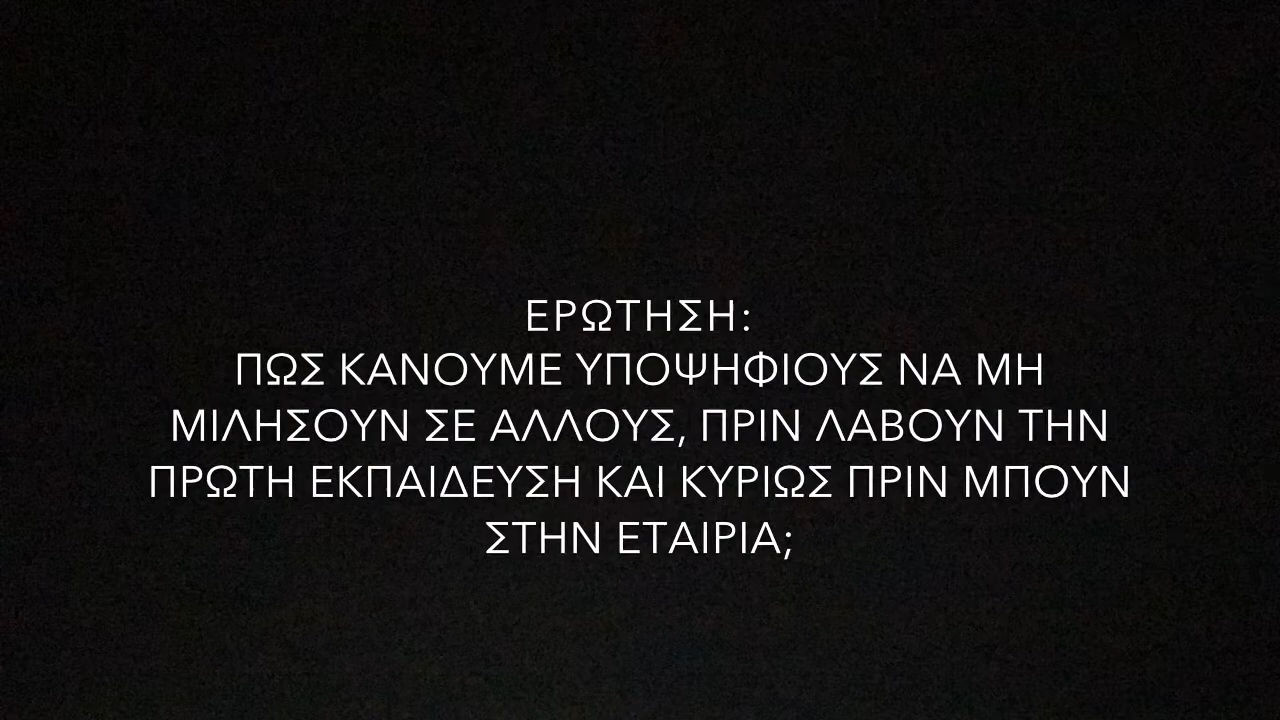 ΕΡΩΤΗΣΗ:
ΠΩΣ ΚΑΝΟΥΜΕ ΥΠΟΨΗΦΙΟΥΣ ΝΑ ΜΗ
ΜΙΛΗΣΟΥΝ ΣΕ ΑΛΛΟΥΣ, ΠΡΙΝ ΛΑΒΟΥΝ ΤΗΝ
ΠΡΩΤΗ ΕΚΠΑΙΔΕΥΣΗ ΚΑΙ ΚΥΡΙΩΣ ΠΡΙΝ ΜΠΟΥΝ
ΣΤΗΝ ΕΤΑΙΡΙΑ;